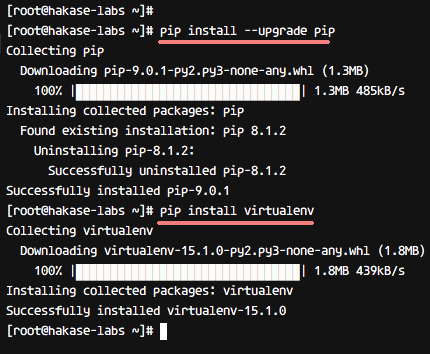 [root@hakase-labs ~]#
[root@hakase-labs ~]# pip install --upgrade pip
Collecting pip
  Downloading pip-9.0.1-py2.py3-none-any.whl (1.3MB)
    100% |████████████████████████████████| 1.3MB 485kB/s
Installing collected packages: pip
  Found existing installation: pip 8.1.2
    Uninstalling pip-8.1.2:
      Successfully uninstalled pip-8.1.2
Successfully installed pip-9.0.1
[root@hakase-labs ~]# pip install virtualenv
Collecting virtualenv
  Downloading virtualenv-15.1.0-py2.py3-none-any.whl (1.8MB)
    100% |████████████████████████████████| 1.8MB 439kB/s
Installing collected packages: virtualenv
Successfully installed virtualenv-15.1.0
[root@hakase-labs ~]#